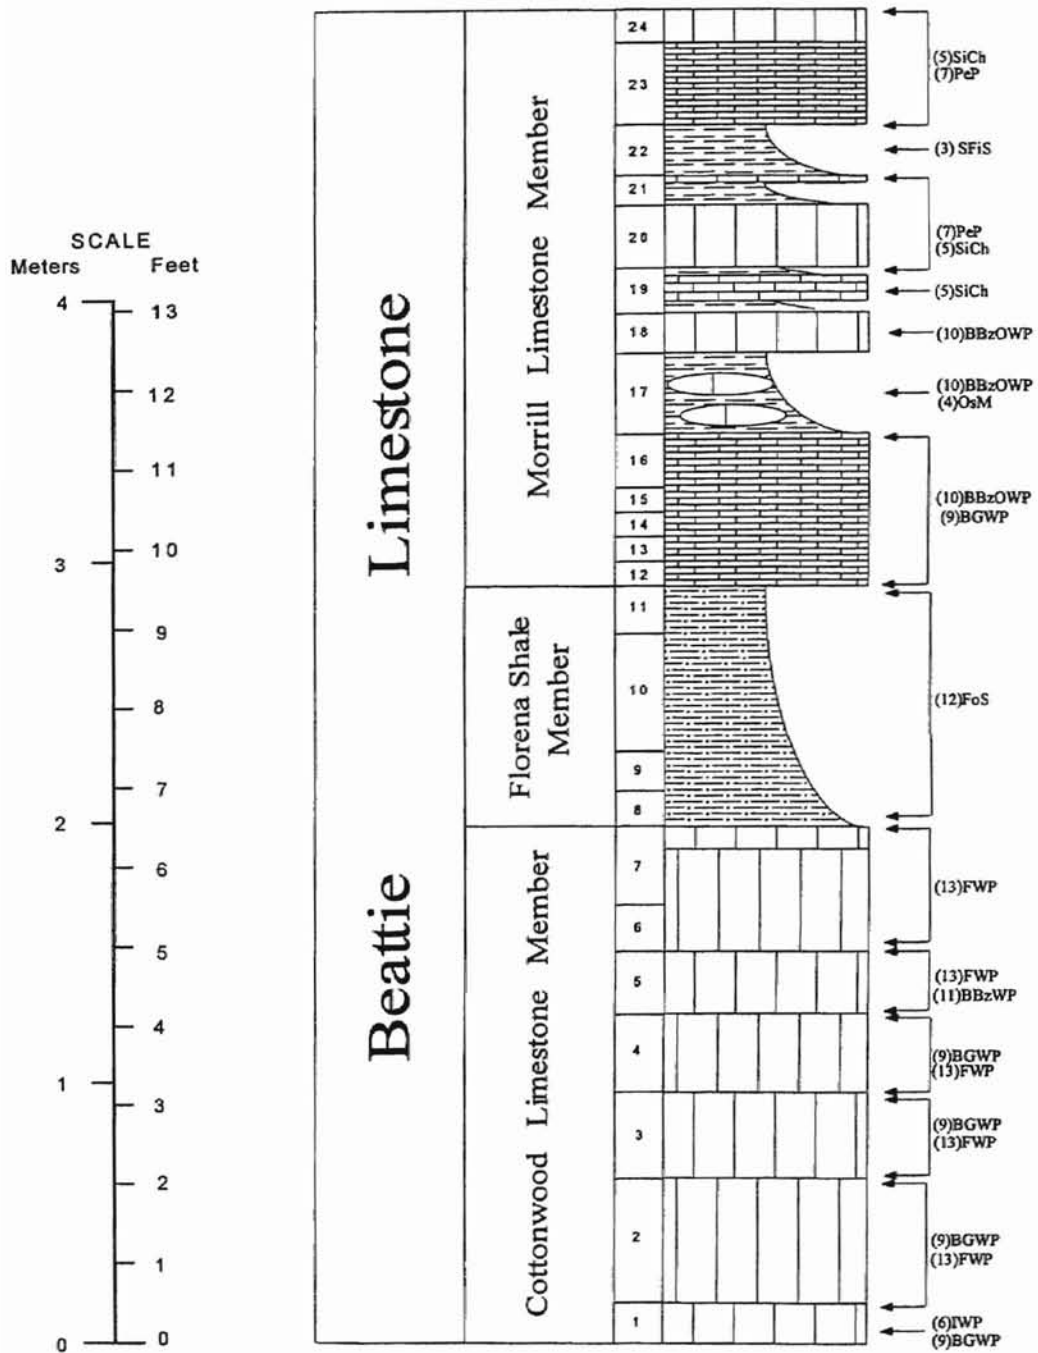 SCALE
Meters
Feet
4
3
2
1
0
13
12
11
10
9
8
7
6
5
4
3
2
1
0
Beattie Limestone
Morrill Limestone Member
Florena Shale
Member
Cottonwood Limestone Member
24
23
22
21
20
19
18
17
16
15
14
13
12
11
10
9
8
7
6
5
4
3
2
1
(5)SiCh
(7)PeP
(3) SFiS
(7)PeP
(5)SiCh
(5)SiCh
(10)BBzOWP
(10)BBzOWP
(4)OsM
(10)BBzOWP
(9)BGWP
(12)FoS
(13)FWP
(13)FWP
(11)BBzWP
(9)BGWP
(13)FWP
(9)BGWP
(13)FWP
(9)BGWP
(13)FWP
(6)IWP
(9)BGWP